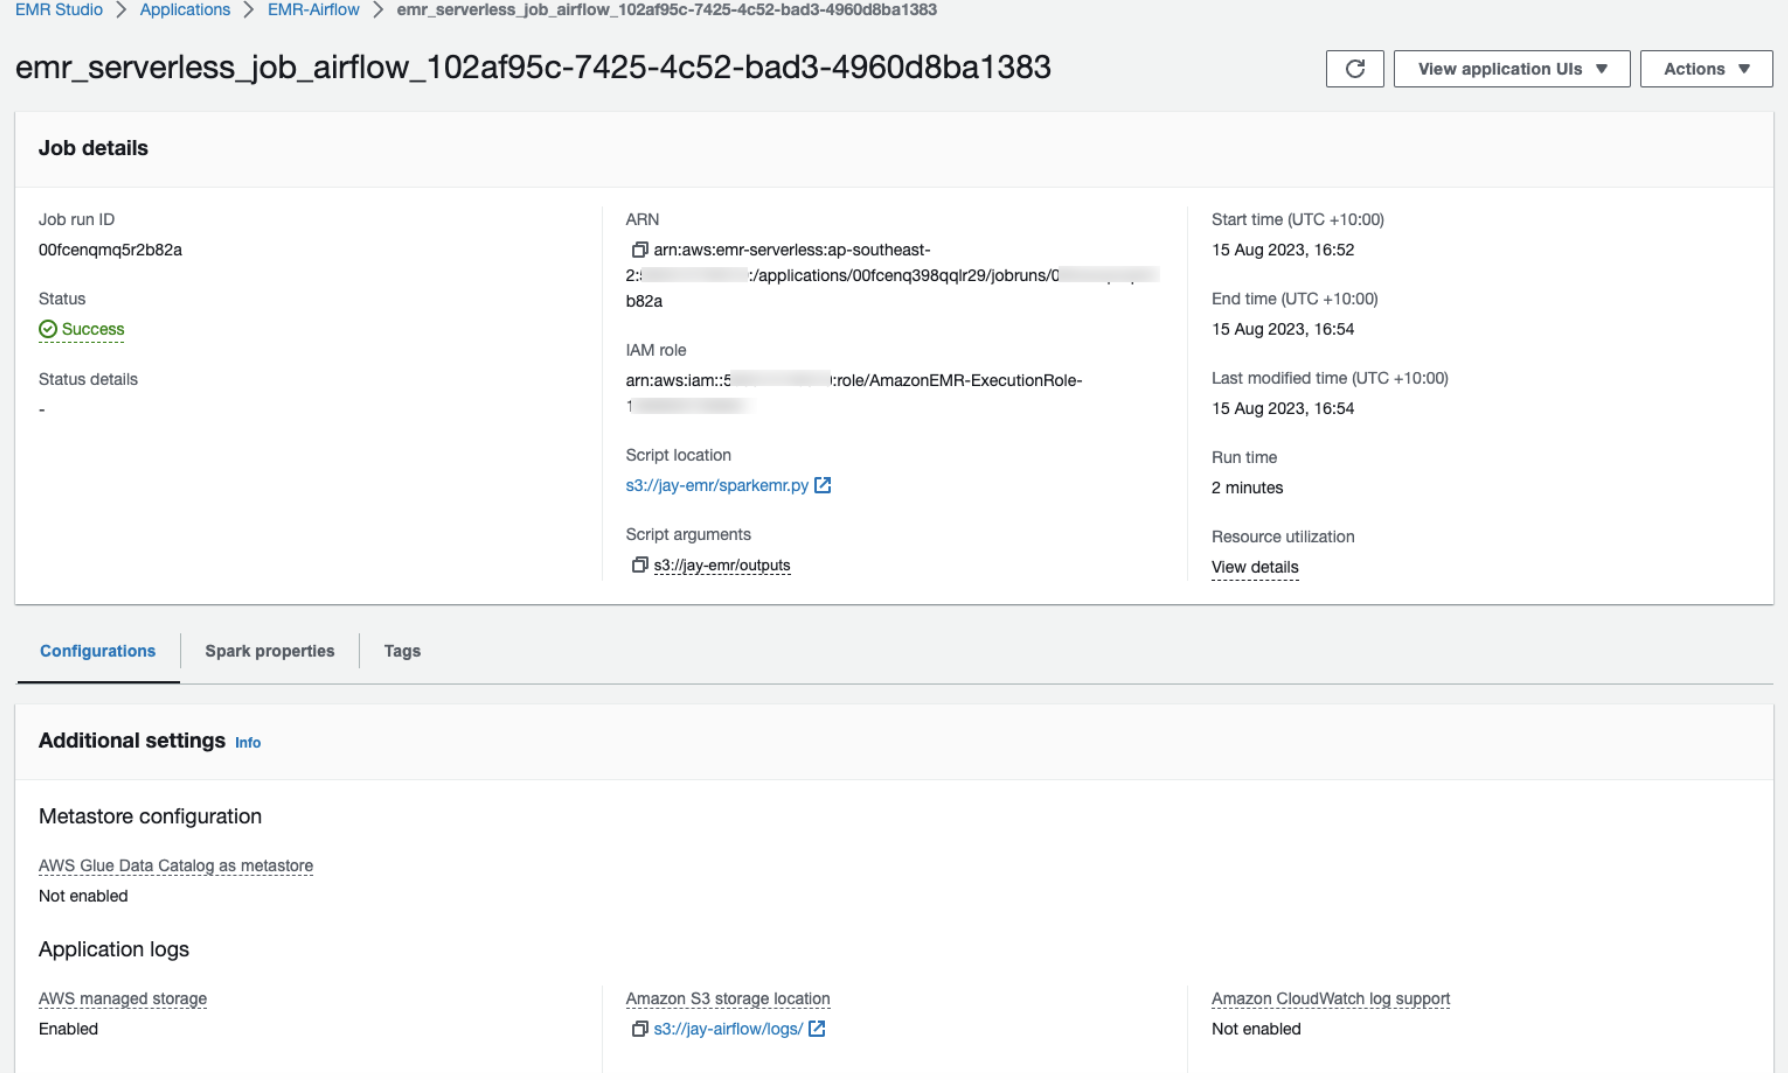 EMR Studio > Applications > EMR-Airflow > emr_serverless_job_airflow_102af95c-7425-4c52-bad3-4960d8ba1383
emr_serverless_job_airflow_102af95c-7425-4c52-bad3-4960d8ba1383
View application UIs ▼
Actions ▼
Job details
Job run ID
00fcenqmq5r2b82a
Status
Success
Status details
-
ARN
arn:aws:emr-serverless:ap-southeast-
2: :/applications/00fcenq398qqlr29/jobruns/0
b82a
IAM role
arn:aws:iam::5 :role/AmazonEMR-ExecutionRole-
1
Script location
s3://jay-emr/sparkemr.py
Script arguments
s3://jay-emr/outputs
Start time (UTC +10:00)
15 Aug 2023, 16:52
End time (UTC +10:00)
15 Aug 2023, 16:54
Last modified time (UTC +10:00)
15 Aug 2023, 16:54
Run time
2 minutes
Resource utilization
View details
Configurations
Spark properties
Tags
Additional settings Info
Metastore configuration
AWS Glue Data Catalog as metastore
Not enabled
Application logs
AWS managed storage
Enabled
Amazon S3 storage location
s3://jay-airflow/logs/
Amazon CloudWatch log support
Not enabled